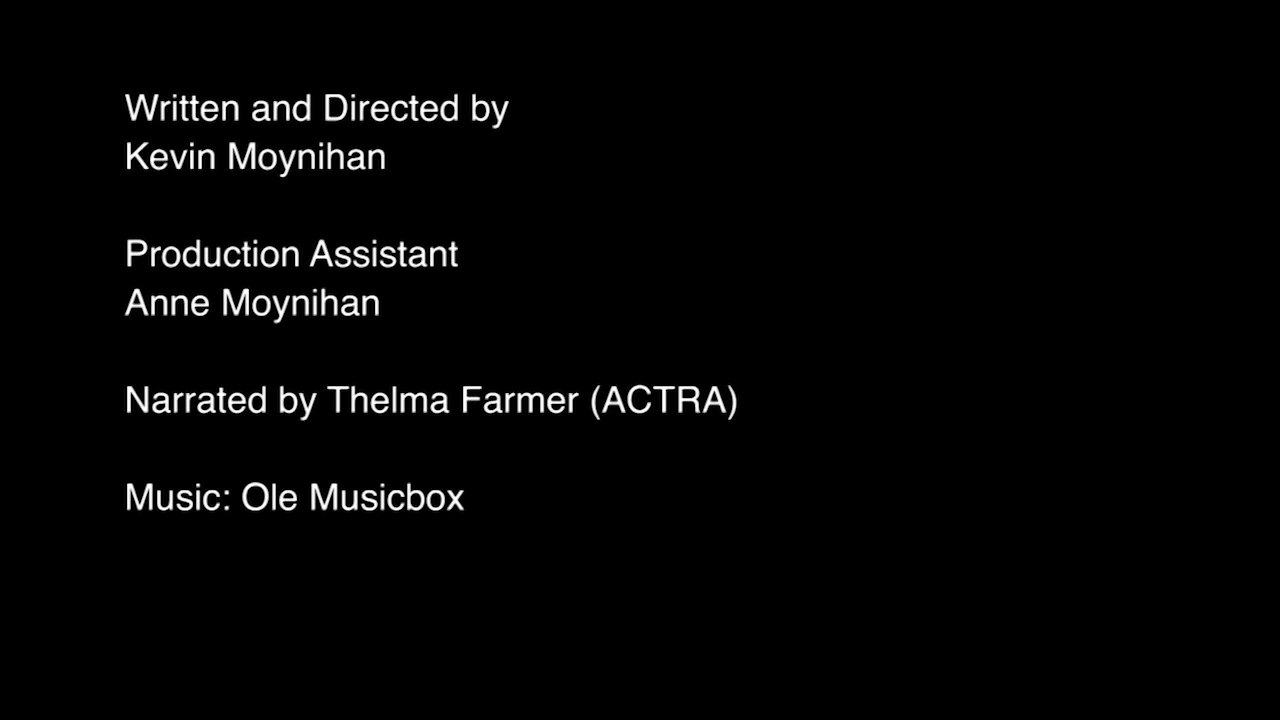 Written and Directed by
Kevin Moynihan
Production Assistant
Anne Moynihan
Narrated by Thelma Farmer (ACTRA)
Music: Ole Musicbox